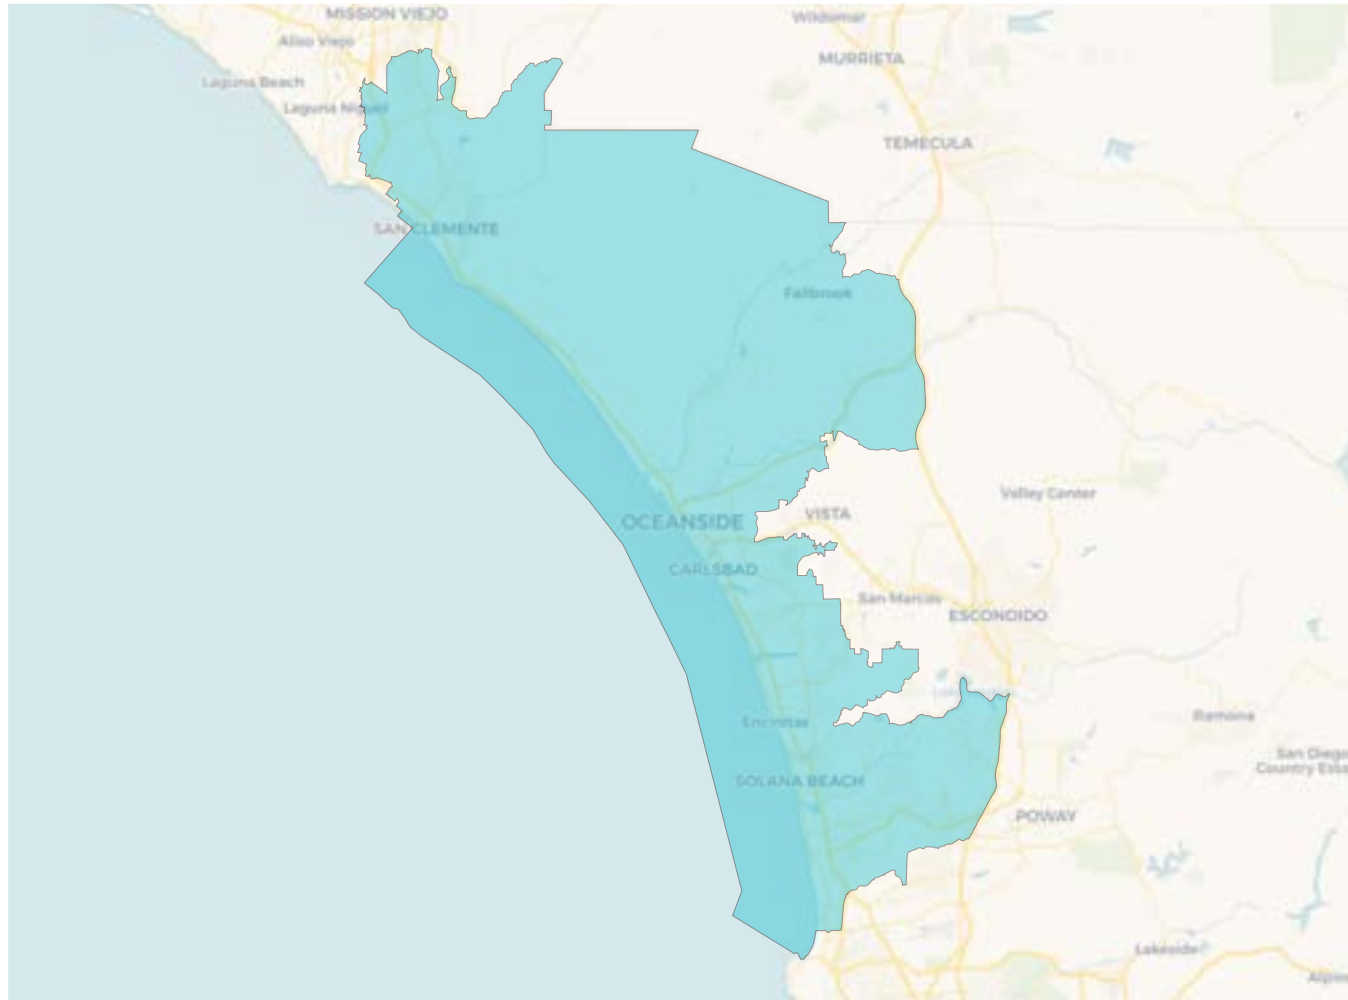 MISSION VIEJO
Wildomar
Aliso Viejo
MURRIETA
Laguna Beach
Laguna Niguel
TEMECULA
SAN CLEMENTE
Fallbrook
Valley Center
VISTA
OCEANSIDE
CARLSBAD
San Marcos
ESCONDIDO
Ramona
Encinitas
San Diego
Country Esta
SOLANA BEACH
POWAY
Lakeside
Alpin